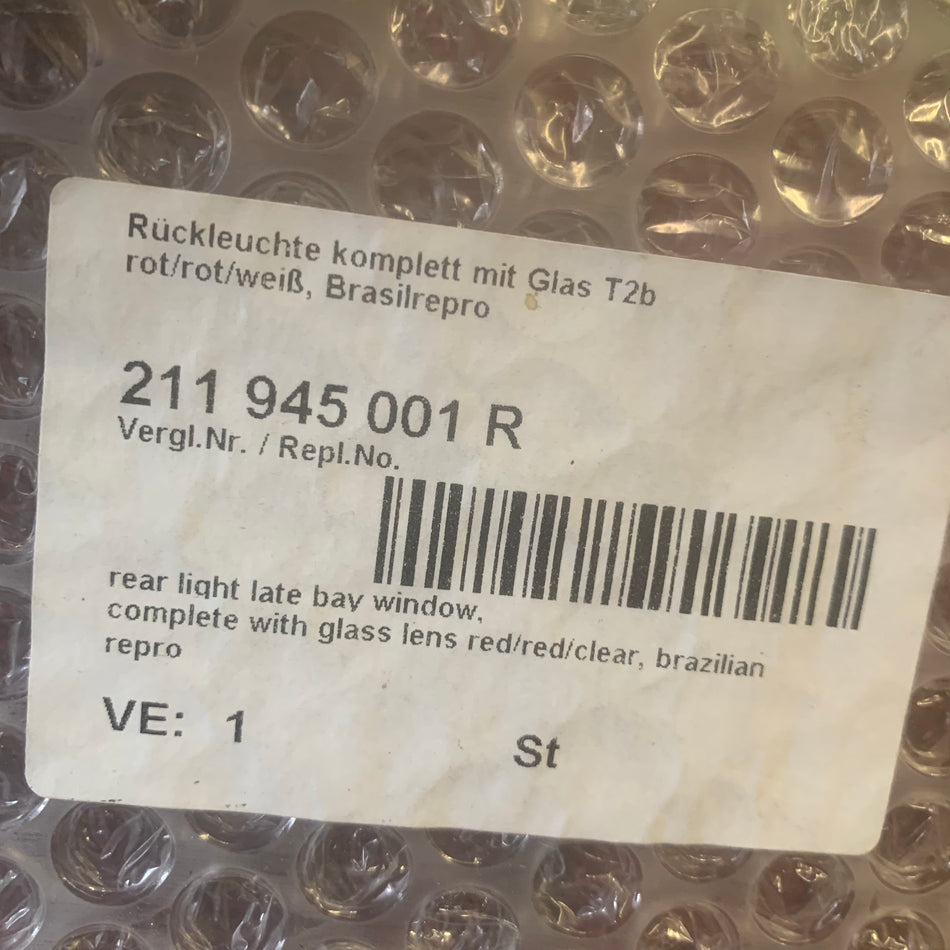 Rückleuchte komplett mit Glas T2b
rot/rot/weiß, Brasilrepro
211 945 001 R
Vergl.Nr. / Repl.No.
rear light late bay window,
complete with glass lens red/red/clear, brazilian
repro
VE: 1 St